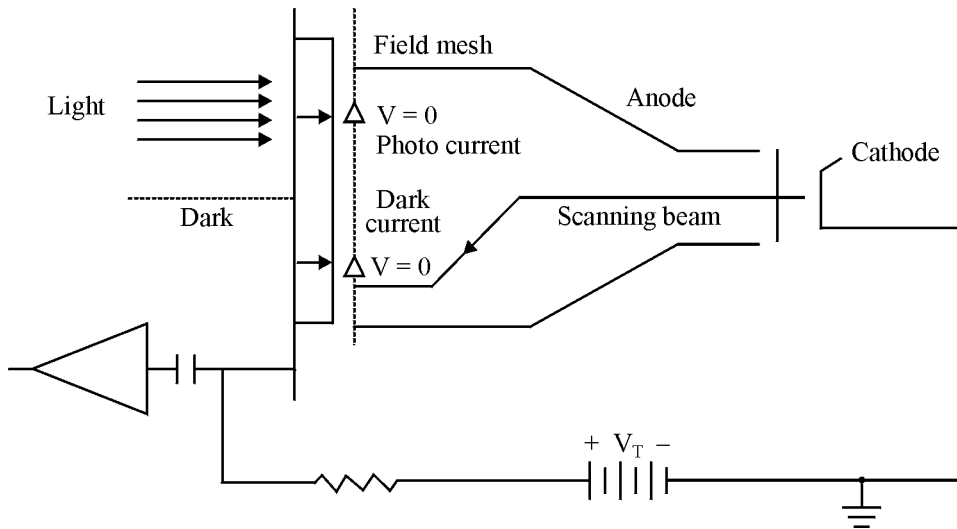 Field mesh
Light
V = 0
Photo current
Anode
Cathode
Dark
Dark
current
Scanning beam
V = 0
+ V_T −